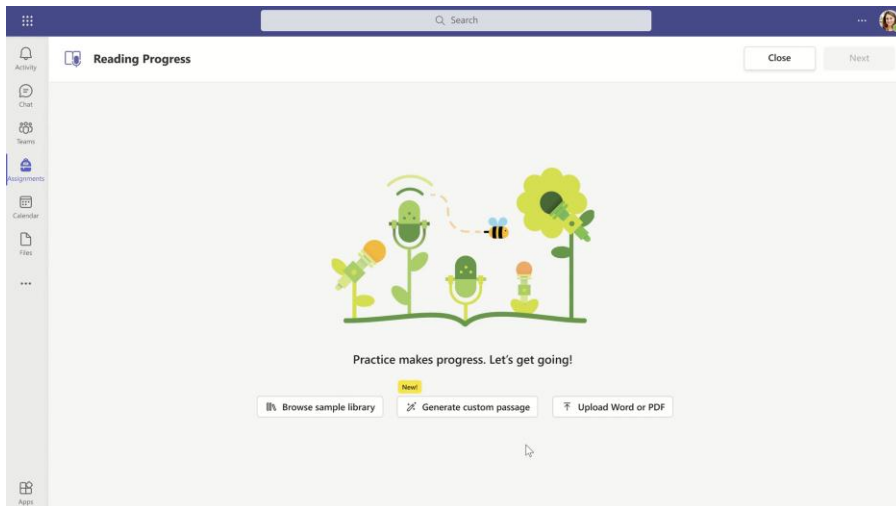 Search
Reading Progress
Close
Next
Activity
Chat
Teams
Assignments
Calendar
Files
Practice makes progress. Let's get going!
New!
Browse sample library
Generate custom passage
Upload Word or PDF
Apps